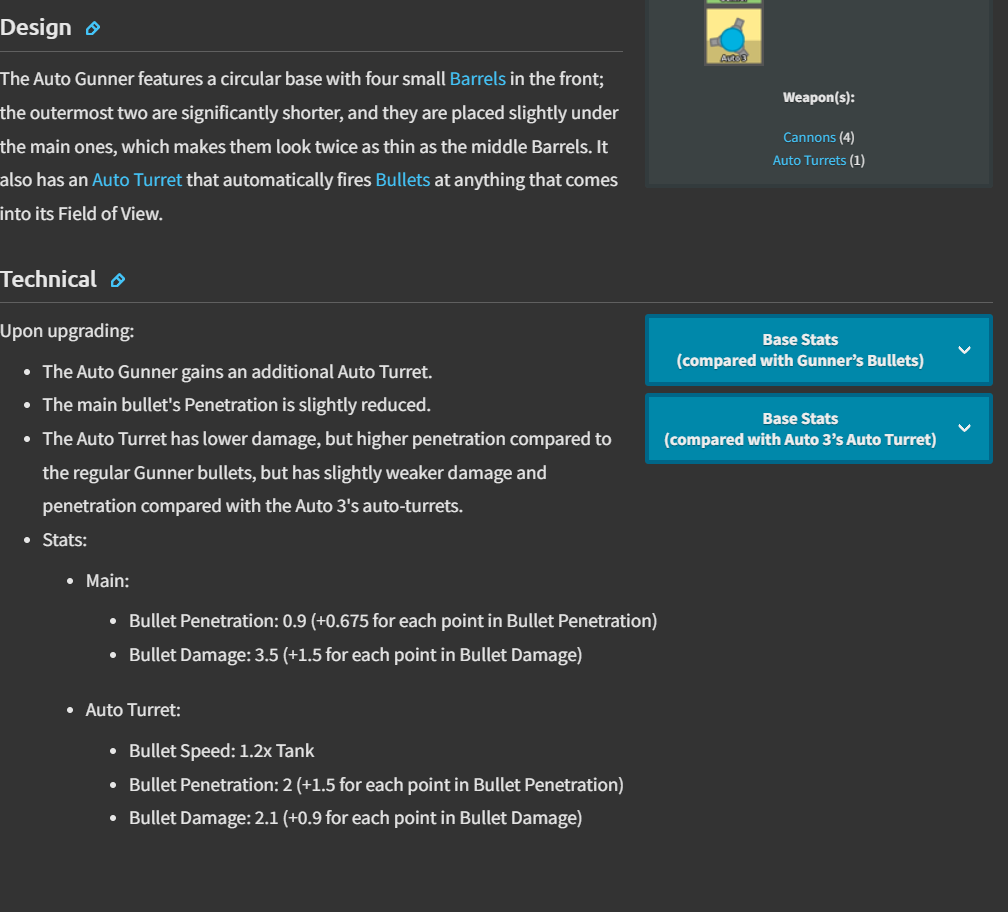 Design
The Auto Gunner features a circular base with four small Barrels in the front;
the outermost two are significantly shorter, and they are placed slightly under
the main ones, which makes them look twice as thin as the middle Barrels. It
also has an Auto Turret that automatically fires Bullets at anything that comes
into its Field of View.
Auto 3
Weapon(s):
Cannons (4)
Auto Turrets (1)
Technical
Upon upgrading:
• The Auto Gunner gains an additional Auto Turret.
• The main bullet's Penetration is slightly reduced.
• The Auto Turret has lower damage, but higher penetration compared to
the regular Gunner bullets, but has slightly weaker damage and
penetration compared with the Auto 3's auto-turrets.
• Stats:
• Main:
• Bullet Penetration: 0.9 (+0.675 for each point in Bullet Penetration)
• Bullet Damage: 3.5 (+1.5 for each point in Bullet Damage)
• Auto Turret:
• Bullet Speed: 1.2x Tank
• Bullet Penetration: 2 (+1.5 for each point in Bullet Penetration)
• Bullet Damage: 2.1 (+0.9 for each point in Bullet Damage)
Base Stats
(compared with Gunner’s Bullets)
Base Stats
(compared with Auto 3’s Auto Turret)